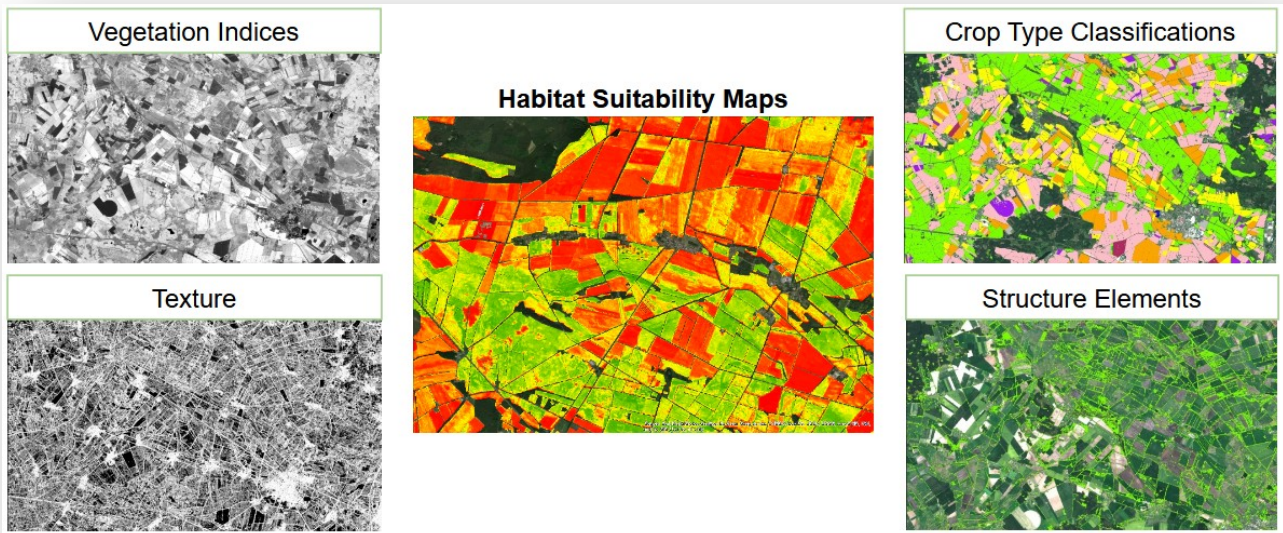 Vegetation Indices
Crop Type Classifications
Habitat Suitability Maps
Texture
Structure Elements